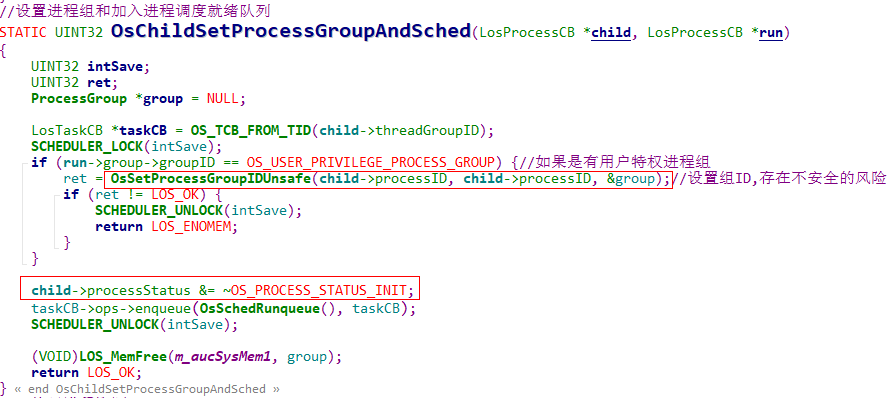 //设置进程组和加入进程调度就绪队列
STATIC UINT32 OsChildSetProcessGroupAndSched(LosProcessCB *child, LosProcessCB *run)
{
    UINT32 intSave;
    UINT32 ret;
    ProcessGroup *group = NULL;

    LosTaskCB *taskCB = OS_TCB_FROM_TID(child->threadGroupID);
    SCHEDULER_LOCK(intSave);
    if (run->group->groupID == OS_USER_PRIVILEGE_PROCESS_GROUP) {//如果是有用户特权进程组
        ret = OsSetProcessGroupIDUnsafe(child->processID, child->processID, &group);//设置组ID,存在不安全的风险
        if (ret != LOS_OK) {
            SCHEDULER_UNLOCK(intSave);
            return LOS_ENOMEM;
        }
    }

    child->processStatus &= ~OS_PROCESS_STATUS_INIT;
    taskCB->ops->enqueue(OsSchedRunqueue(), taskCB);
    SCHEDULER_UNLOCK(intSave);

    (VOID)LOS_MemFree(m_aucSysMem1, group);
    return LOS_OK;
} « end OsChildSetProcessGroupAndSched »